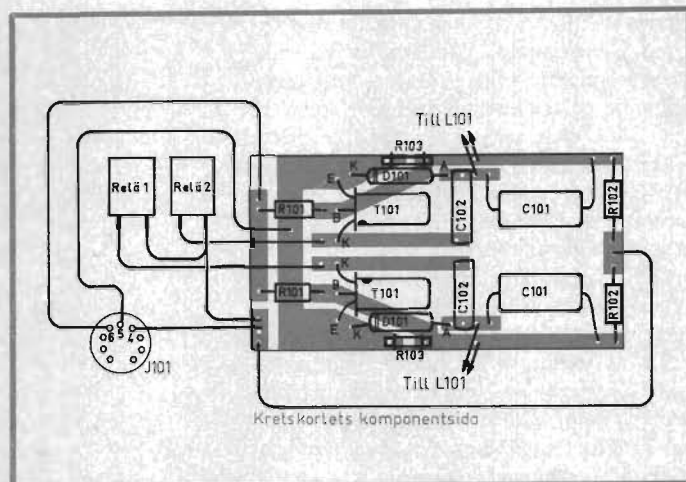 Till L101
R103
K
D101
A
E
Relä 1
Relä 2
R101
B
T101
C102
C101
R102
K
K
R101
B
T101
C102
C101
R102
E
K
D101
A
R103
6
5
4
J101
Till L101
Kretskortets komponentsida